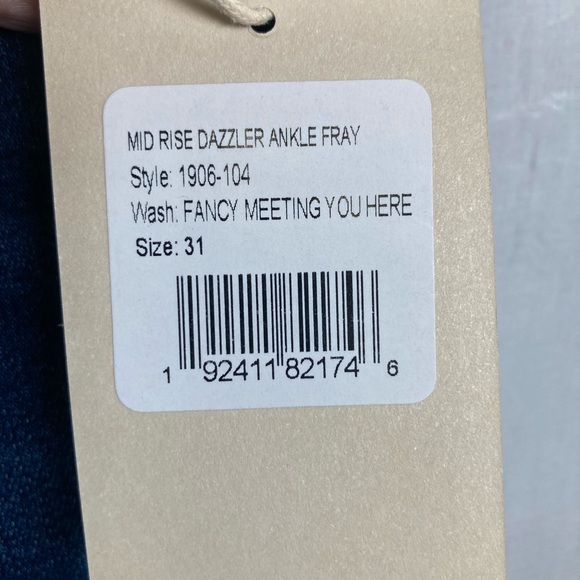 MID RISE DAZZLER ANKLE FRAY
Style: 1906-104
Wash: FANCY MEETING YOU HERE
Size: 31
1 92411 82174 6